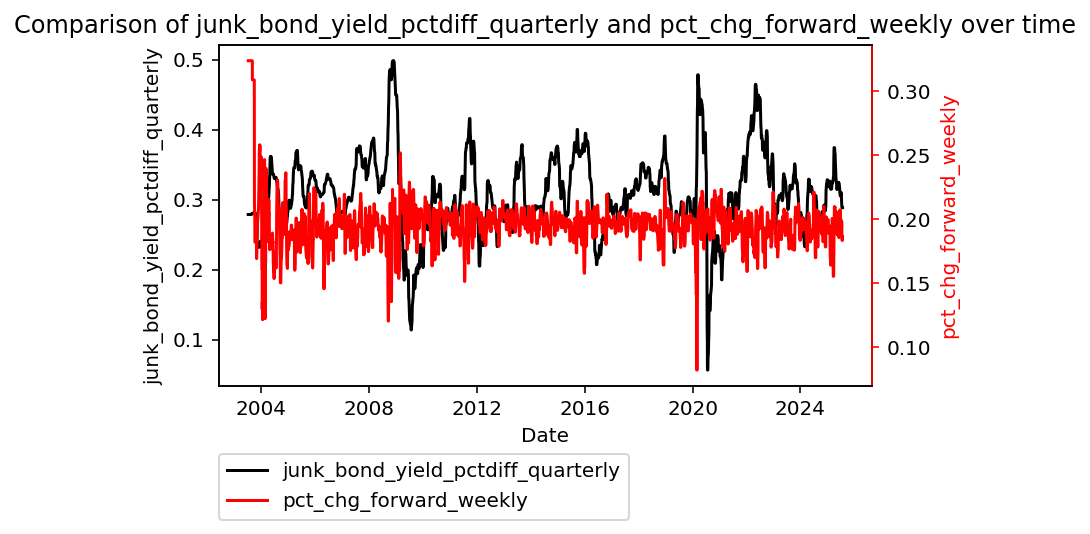 Comparison of junk_bond_yield_pctdiff_quarterly and pct_chg_forward_weekly over time
junk_bond_yield_pctdiff_quarterly
0.5
0.4
0.3
0.2
0.1
0.30
0.25
0.20
0.15
0.10
pct_chg_forward_weekly
2004 2008 2012 2016 2020 2024
Date
junk_bond_yield_pctdiff_quarterly
pct_chg_forward_weekly